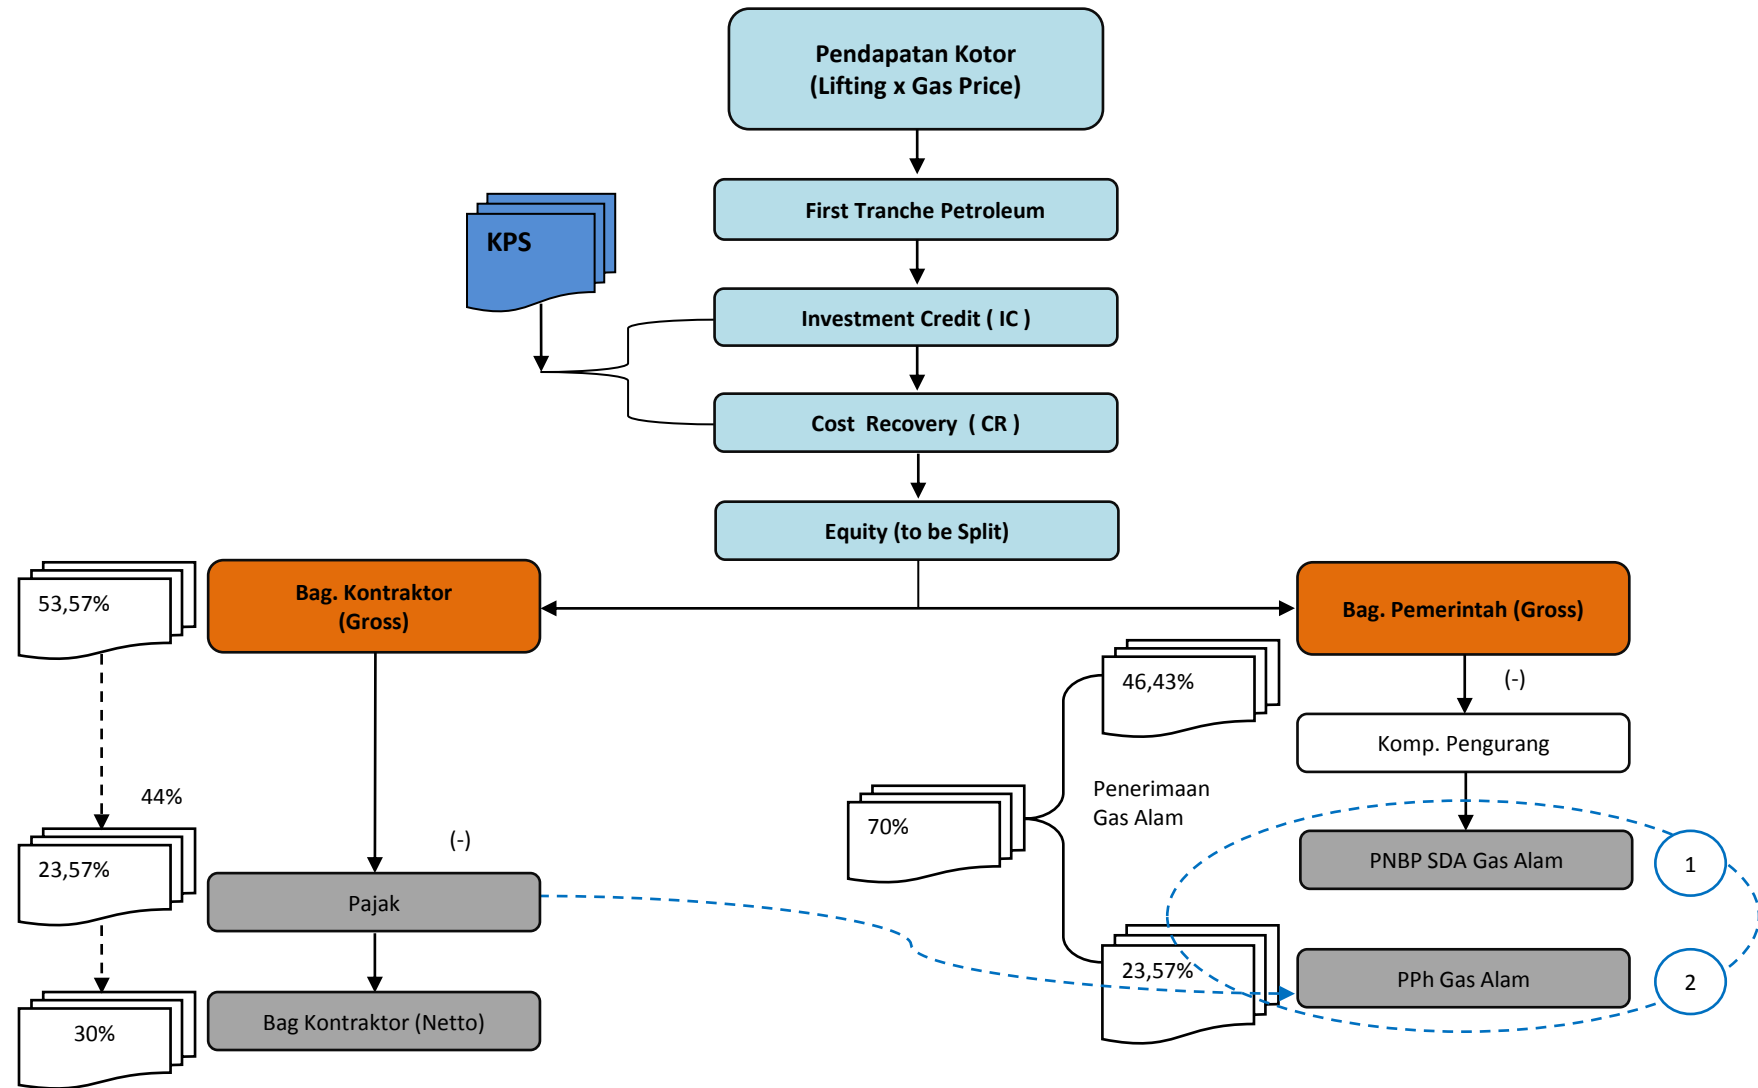 Pendapatan Kotor
(Lifting x Gas Price)
First Tranche Petroleum
KPS
Investment Credit ( IC )
Cost Recovery ( CR )
Equity (to be Split)
53,57%
Bag. Kontraktor
(Gross)
Bag. Pemerintah (Gross)
46,43%
(-)
Komp. Pengurang
44%
Penerimaan
Gas Alam
70%
(-)
23,57%
PNBP SDA Gas Alam
1
Pajak
23,57%
PPh Gas Alam
2
30%
Bag Kontraktor (Netto)